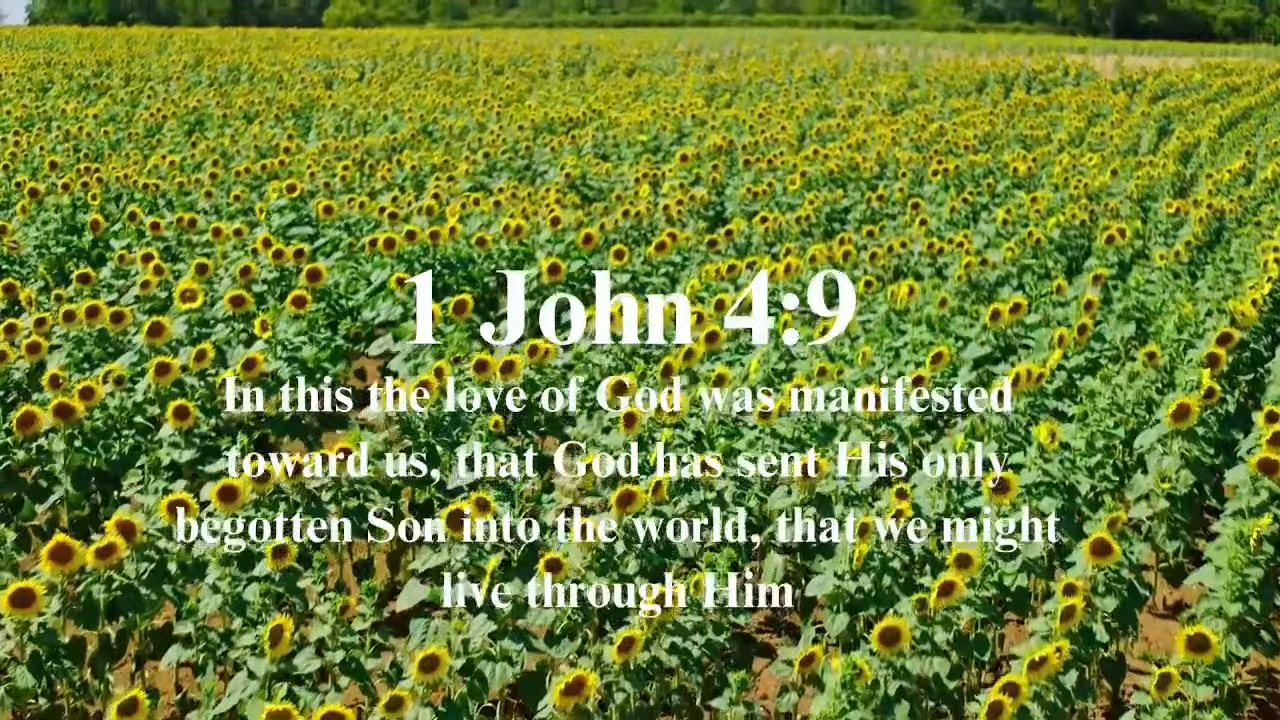 1 John 4:9
In this the love of God was manifested
toward us, that God has sent His only
begotten Son into the world, that we might
live through Him